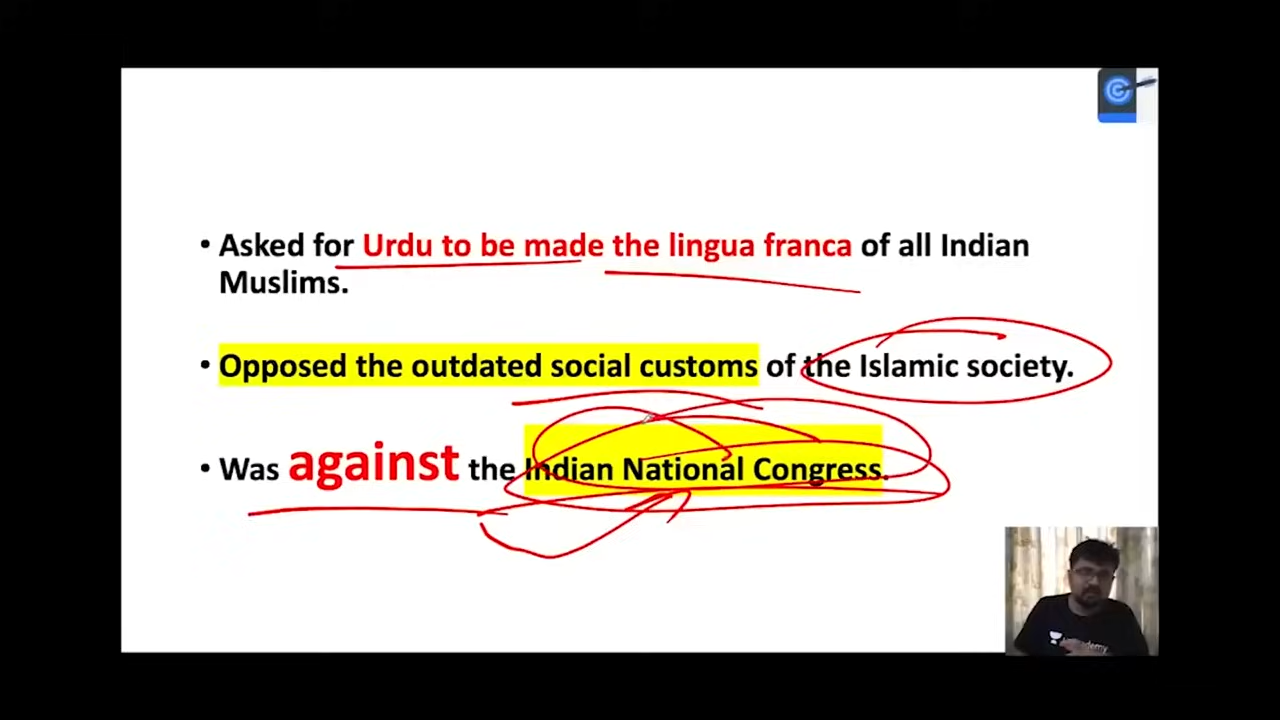 • Asked for Urdu to be made the lingua franca of all Indian
Muslims.
• Opposed the outdated social customs of the Islamic society.
• Was against the Indian National Congress.